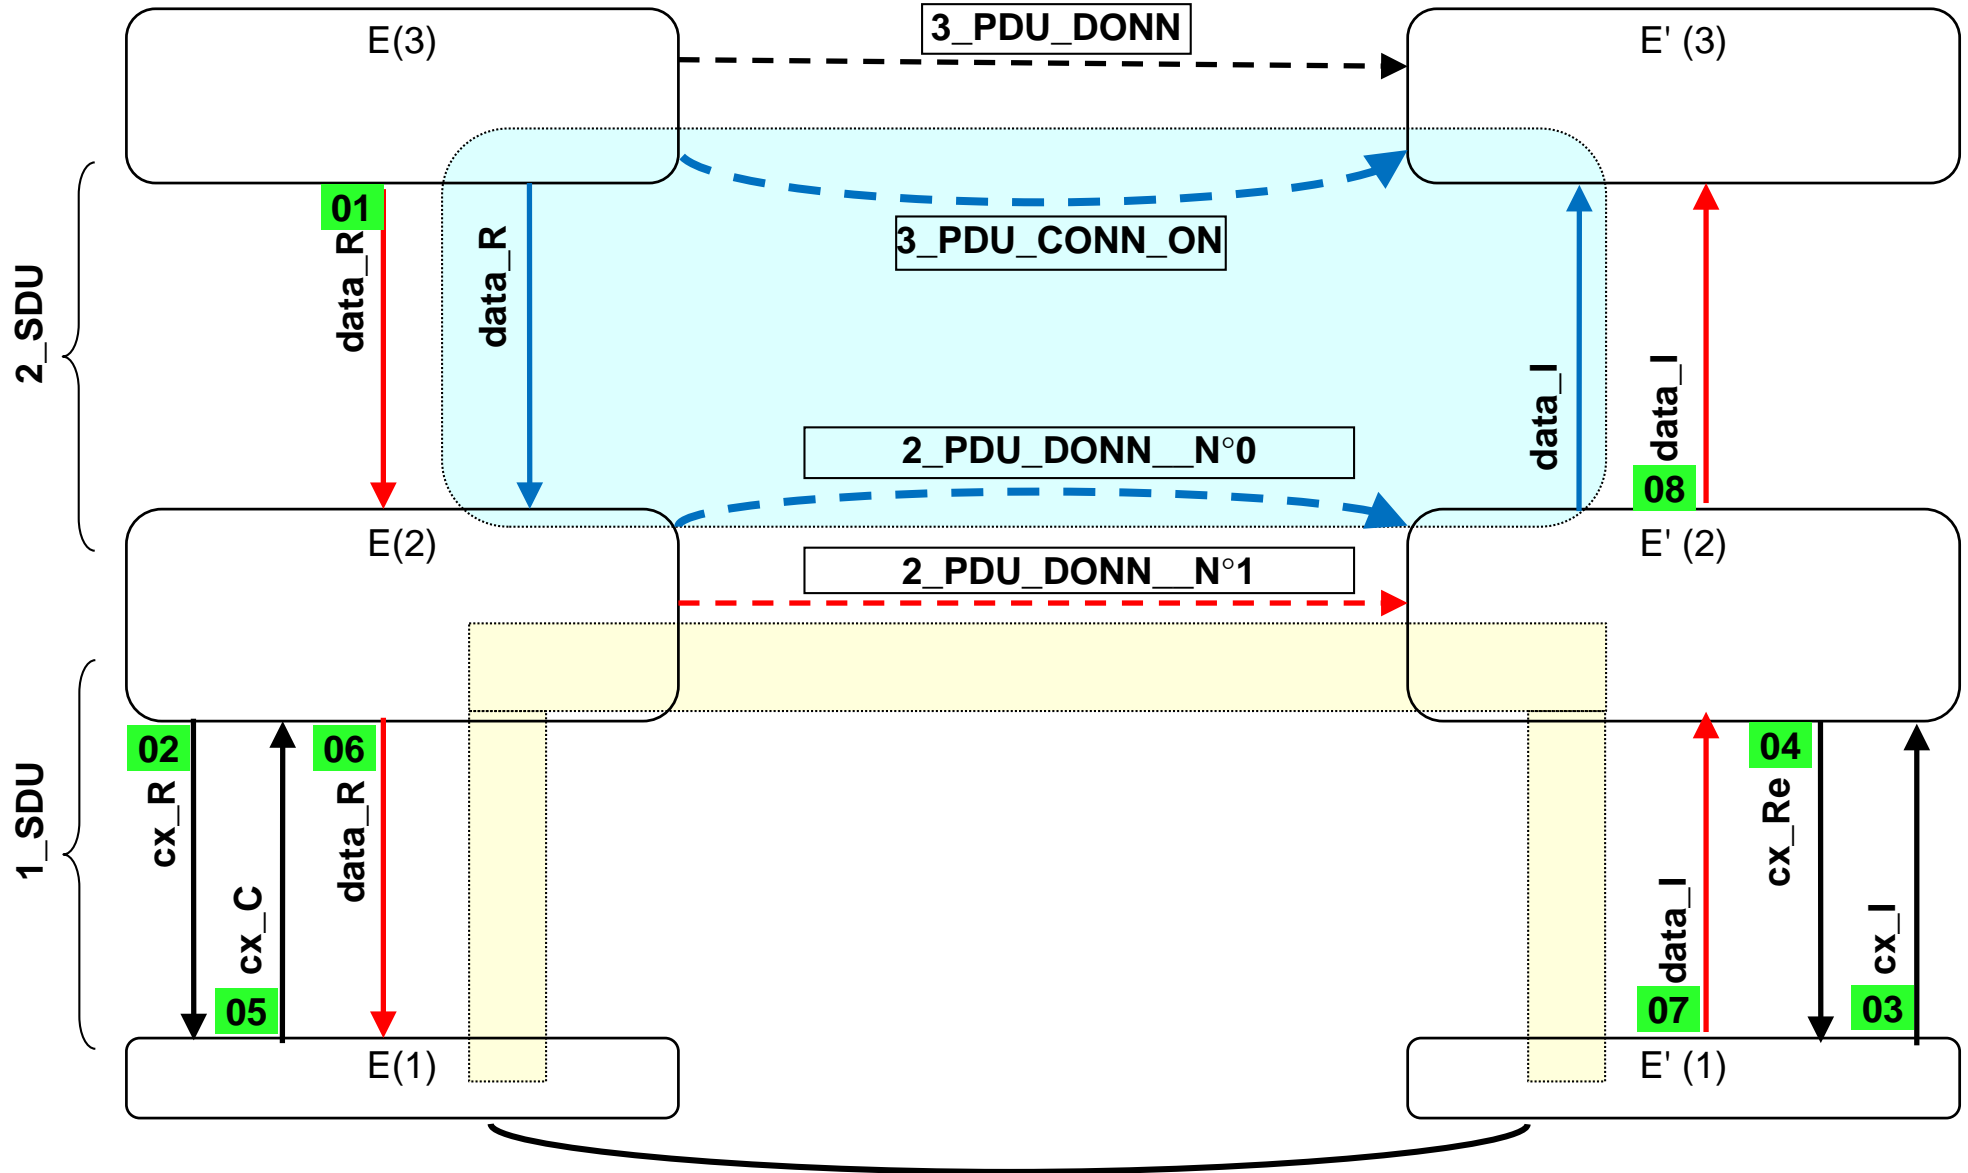 E(3)
3_PDU_DONN
E' (3)
01
data_R
data_R
3_PDU_CONN_ON
2_SDU
data_I
data_I
08
2_PDU_DONN__N°0
E(2)
E' (2)
2_PDU_DONN__N°1
02
cx_R
05
cx_C
06
data_R
1_SDU
04
cx_Re
07
data_I
03
cx_I
E(1)
E' (1)